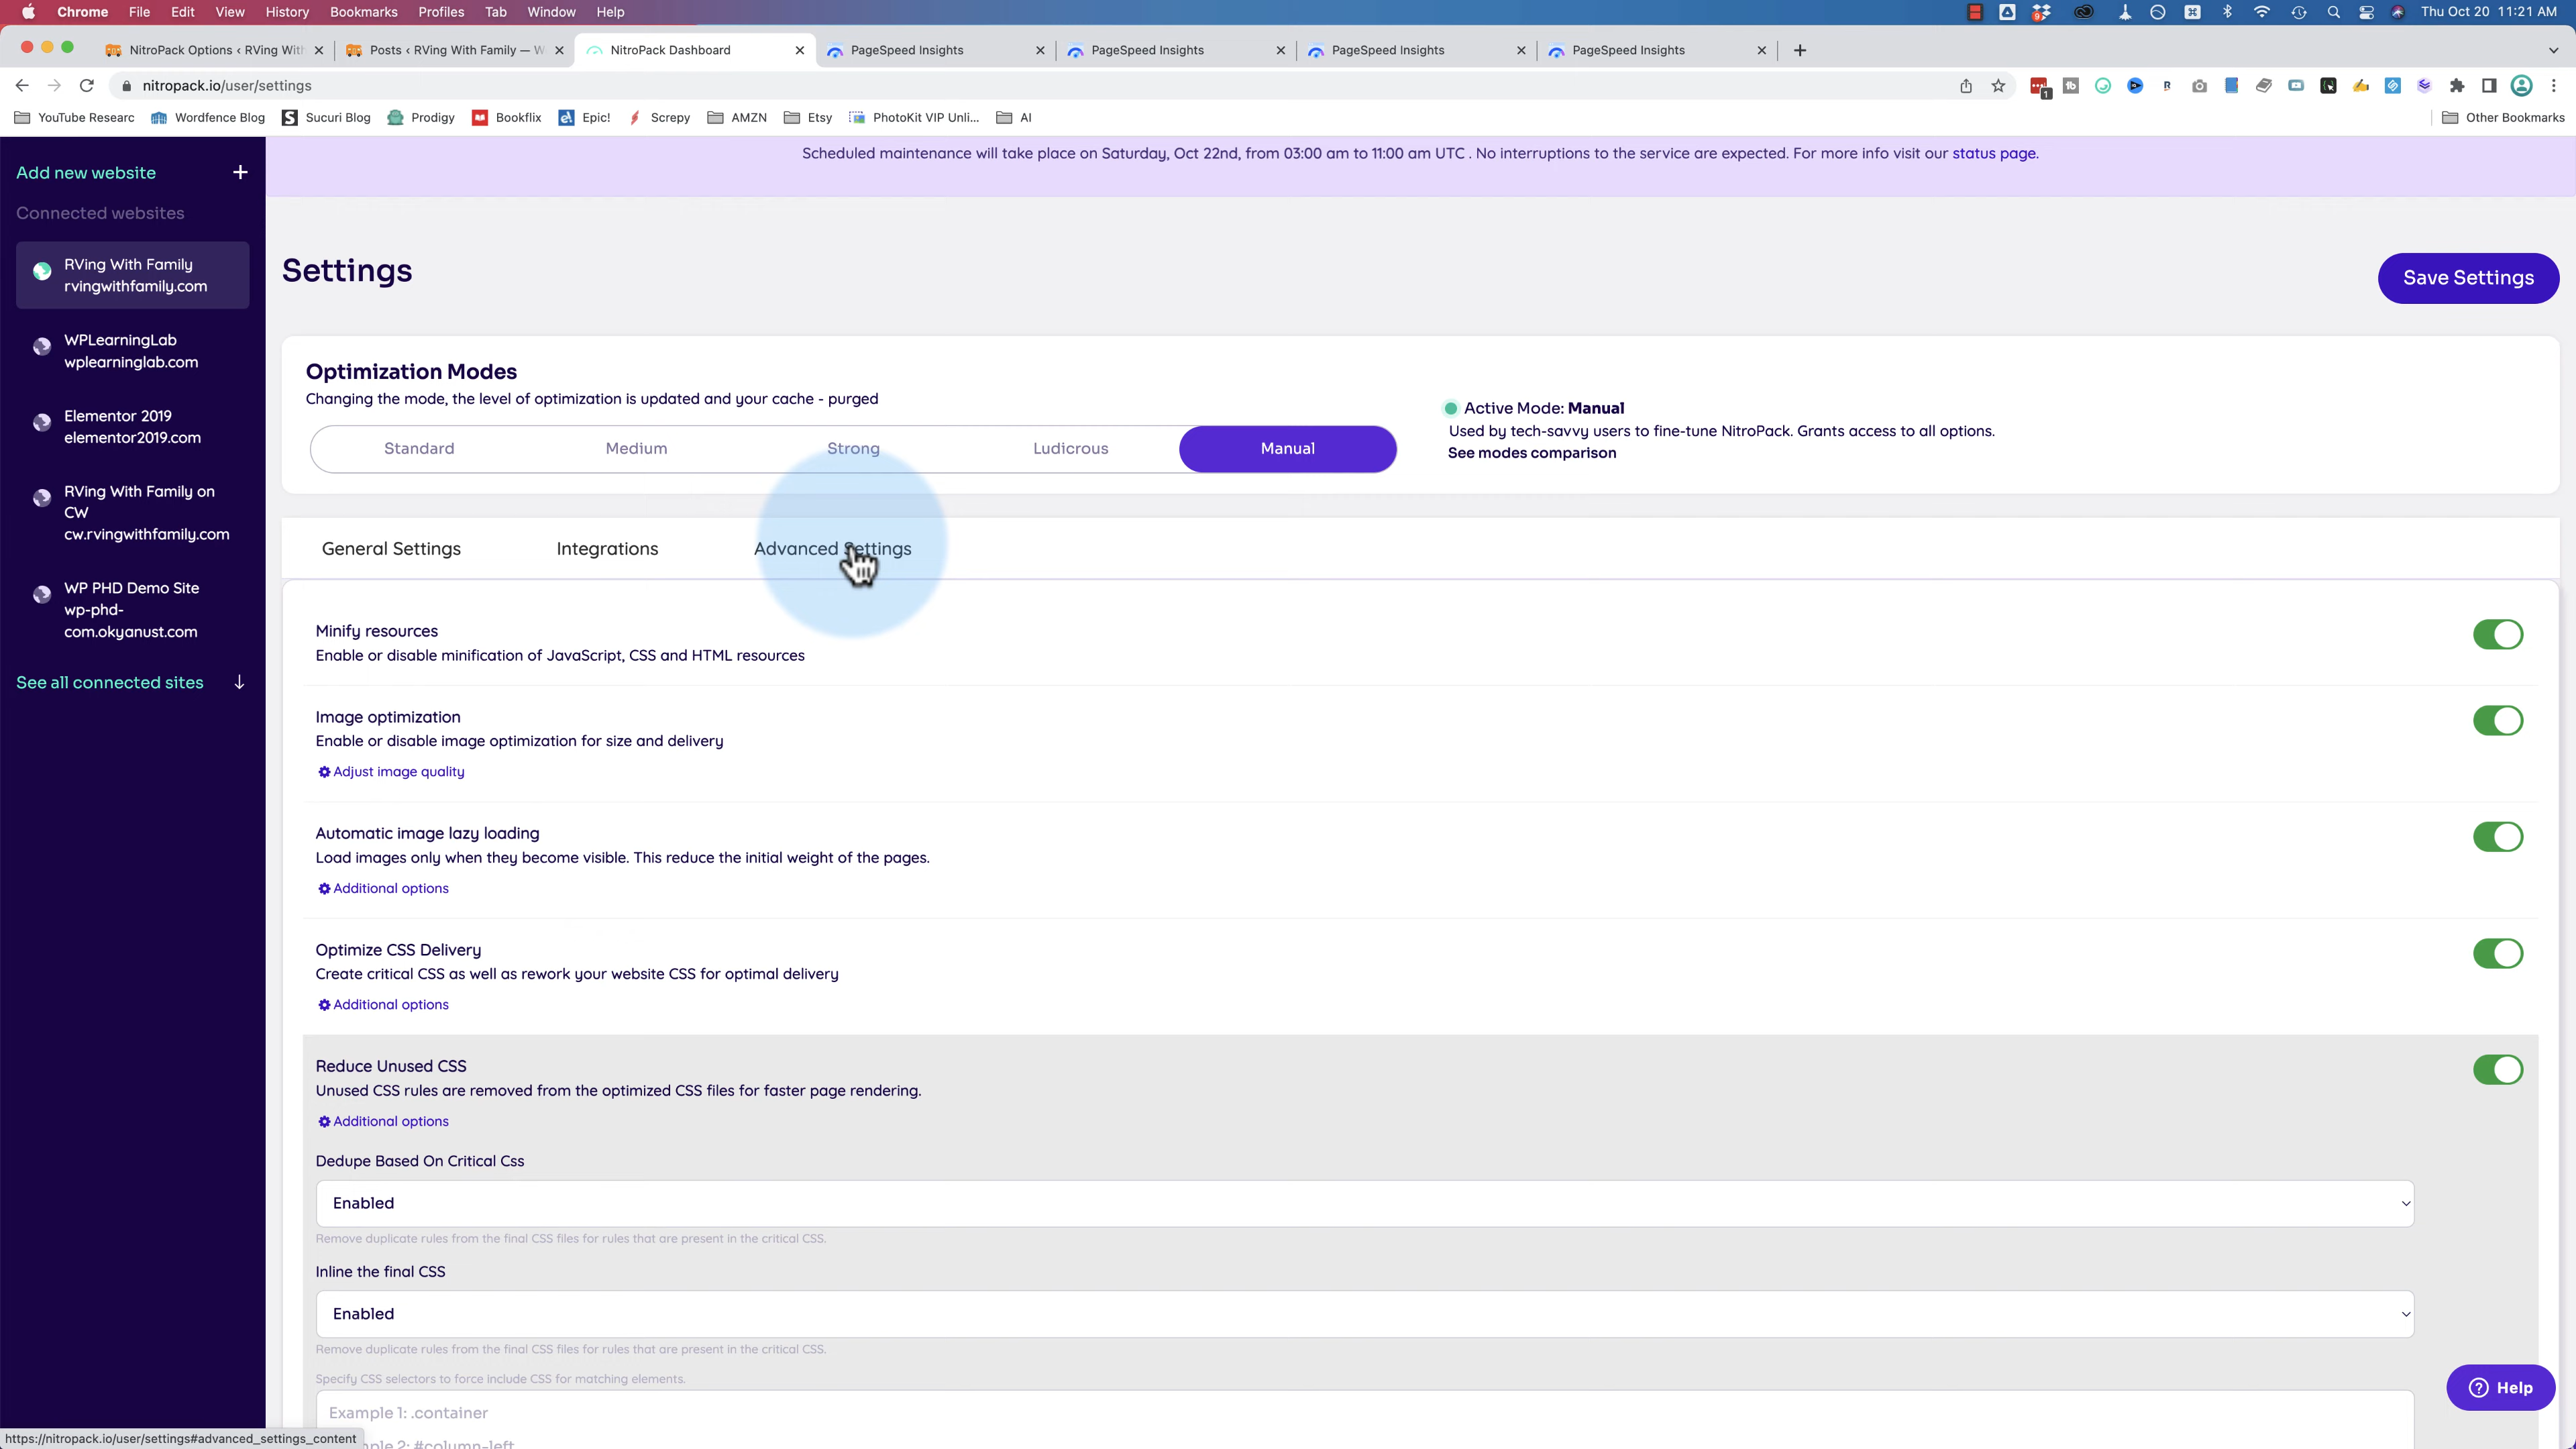 Chrome File Edit View History Bookmarks Profiles Tab Window Help
Thu Oct 20 11:21 AM
NitroPack Options ‹ RVing With
Posts ‹ RVing With Family — W
NitroPack Dashboard
PageSpeed Insights
PageSpeed Insights
PageSpeed Insights
PageSpeed Insights
nitropack.io/user/settings
YouTube Researc
Wordfence Blog
Sucuri Blog
Prodigy
Bookflix
Epic!
Screpy
AMZN
Etsy
PhotoKit VIP Unli...
AI
Other Bookmarks
Scheduled maintenance will take place on Saturday, Oct 22nd, from 03:00 am to 11:00 am UTC . No interruptions to the service are expected. For more info visit our status page.
Add new website +
Connected websites
RVing With Family
rvingwithfamily.com
WPLearningLab
wplearninglab.com
Elementor 2019
elementor2019.com
RVing With Family on
CW
cw.rvingwithfamily.com
WP PHD Demo Site
wp-phd-
com.okyanust.com
See all connected sites
Settings
Save Settings
Optimization Modes
Changing the mode, the level of optimization is updated and your cache - purged
Standard
Medium
Strong
Ludicrous
Manual
Active Mode: Manual
Used by tech-savvy users to fine-tune NitroPack. Grants access to all options.
See modes comparison
General Settings
Integrations
Advanced Settings
Minify resources
Enable or disable minification of JavaScript, CSS and HTML resources
Image optimization
Enable or disable image optimization for size and delivery
Adjust image quality
Automatic image lazy loading
Load images only when they become visible. This reduce the initial weight of the pages.
Additional options
Optimize CSS Delivery
Create critical CSS as well as rework your website CSS for optimal delivery
Additional options
Reduce Unused CSS
Unused CSS rules are removed from the optimized CSS files for faster page rendering.
Additional options
Dedupe Based On Critical Css
Enabled
Remove duplicate rules from the final CSS files for rules that are present in the critical CSS.
Inline the final CSS
Enabled
Remove duplicate rules from the final CSS files for rules that are present in the critical CSS.
Specify CSS selectors to force include CSS for matching elements.
Example 1: .container
2: #column-left
Help
https://nitropack.io/user/settings#advanced_settings_content